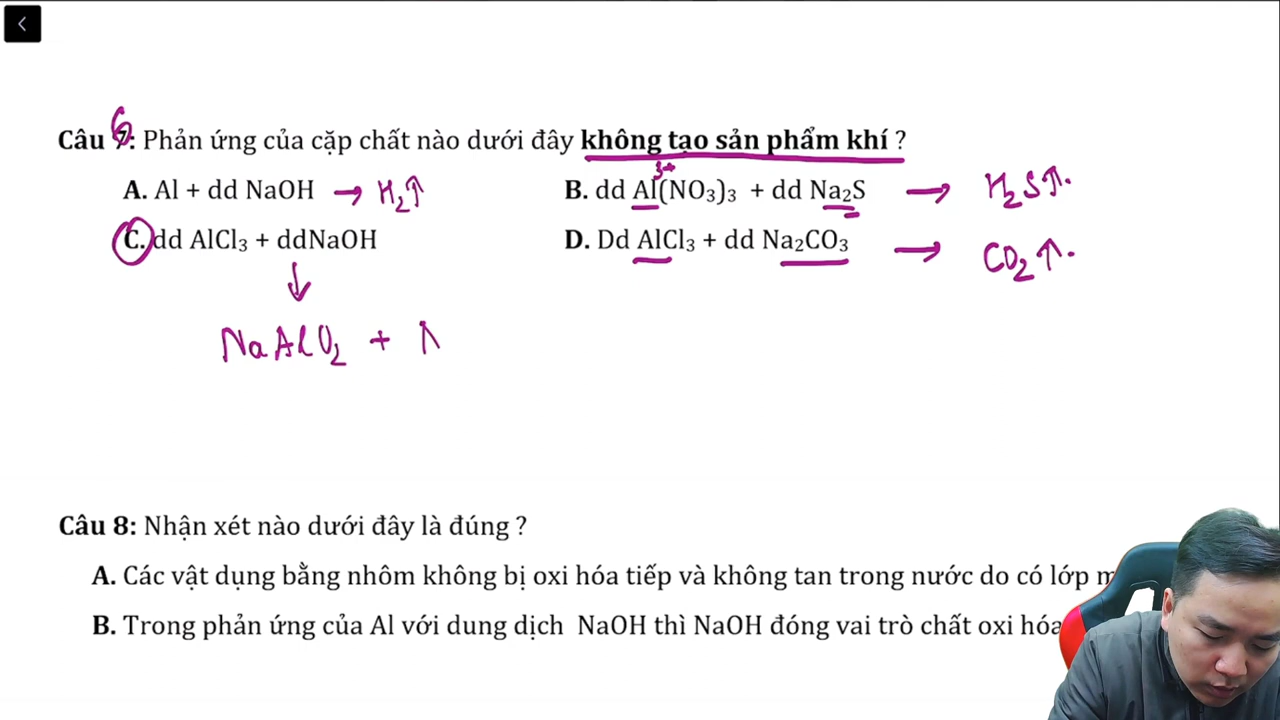 Câu 7: Phản ứng của cặp chất nào dưới đây không tạo sản phẩm khí ?
6
A. Al + dd NaOH → H₂↑
B. dd Al(NO₃)₃ + dd Na₂S → H₂S↑.
3+
C. dd AlCl₃ + ddNaOH
D. Dd AlCl₃ + dd Na₂CO₃ → CO₂↑.
↓
NaAlO₂ +
Câu 8: Nhận xét nào dưới đây là đúng ?
A. Các vật dụng bằng nhôm không bị oxi hóa tiếp và không tan trong nước do có lớp
B. Trong phản ứng của Al với dung dịch NaOH thì NaOH đóng vai trò chất oxi hóa